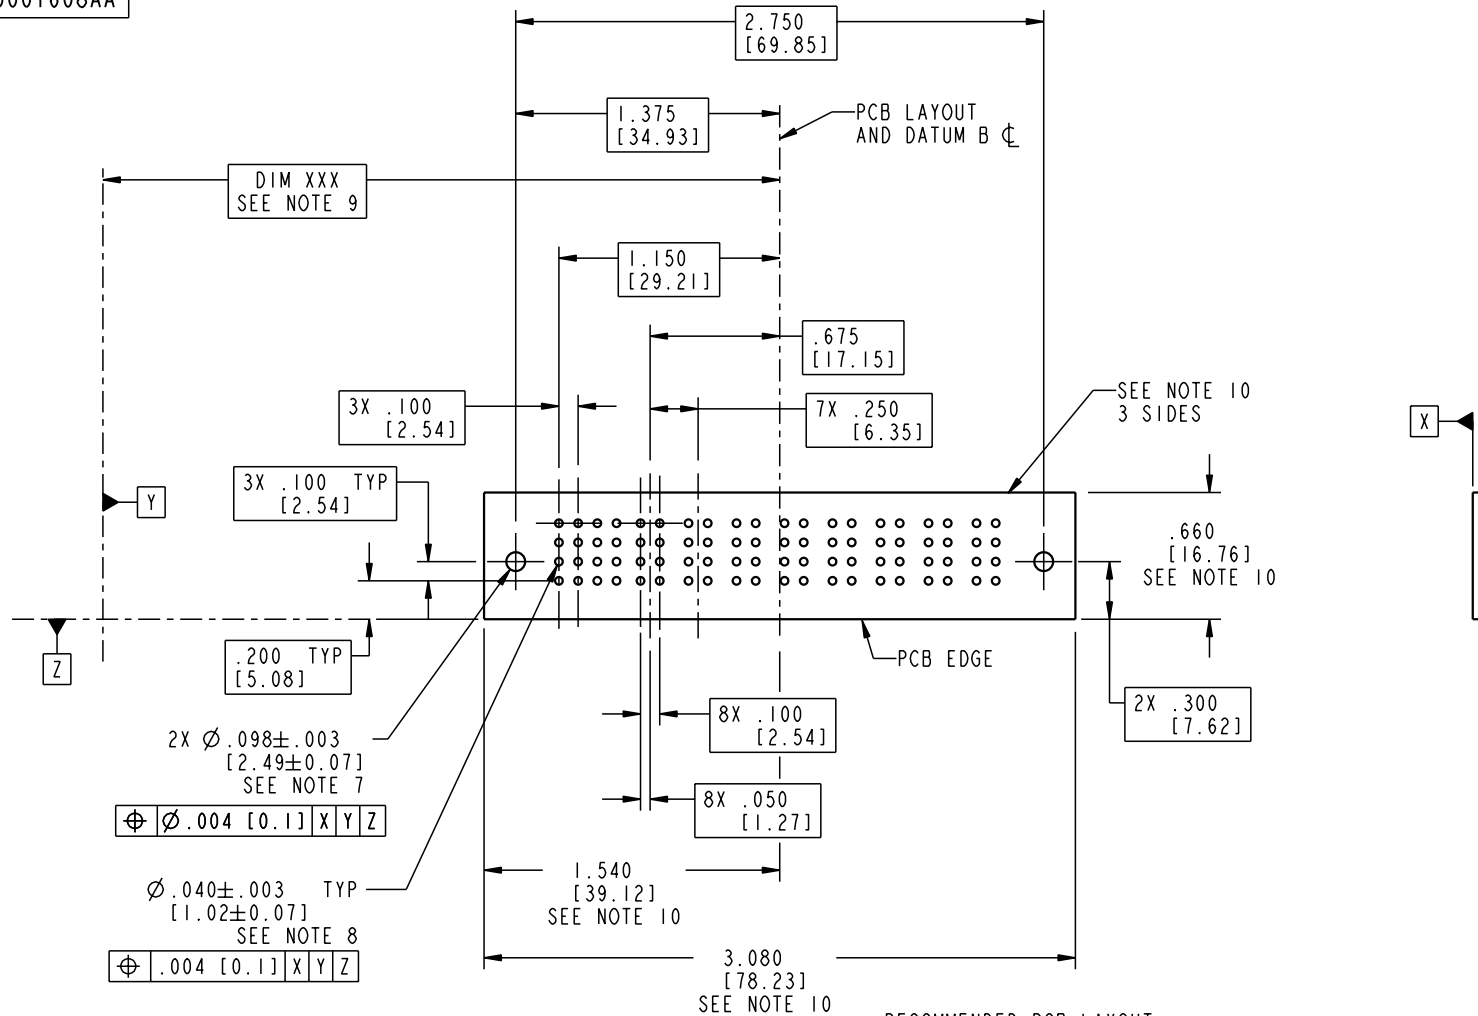 2.750
[69.85]
1.375
[34.93]
PCB LAYOUT
AND DATUM B ℄
DIM XXX
SEE NOTE 9
1.150
[29.21]
.675
[17.15]
3X .100
[2.54]
7X .250
[6.35]
SEE NOTE 10
3 SIDES
X
3X .100 TYP
[2.54]
Y
.660
[16.76]
SEE NOTE 10
Z
.200 TYP
[5.08]
PCB EDGE
2X .300
[7.62]
8X .100
[2.54]
2X Ø.098±.003
[2.49±0.07]
SEE NOTE 7
⌖ Ø.004 [0.1] X Y Z
8X .050
[1.27]
Ø.040±.003 TYP
[1.02±0.07]
SEE NOTE 8
⌖ .004 [0.1] X Y Z
1.540
[39.12]
SEE NOTE 10
3.080
[78.23]
SEE NOTE 10
RECOMMENDED PCB LAYOUT